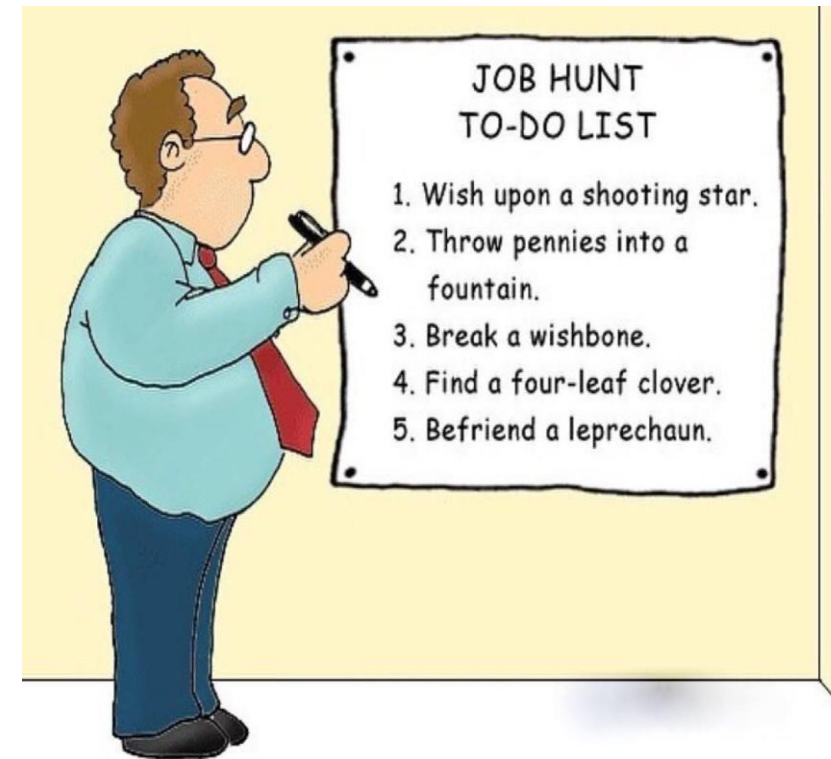 JOB HUNT
TO-DO LIST
1. Wish upon a shooting star.
2. Throw pennies into a
fountain.
3. Break a wishbone.
4. Find a four-leaf clover.
5. Befriend a leprechaun.